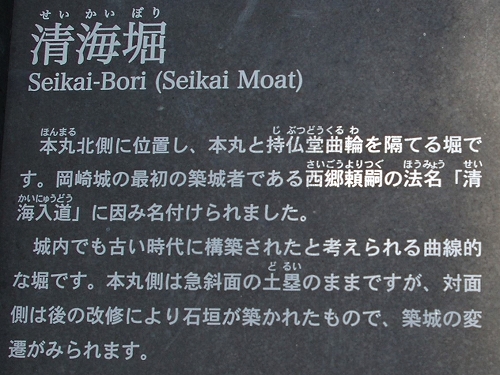 せいかいぼり
清海堀
Seikai-Bori (Seikai Moat)
ほんまる じぶつどうくるわ
本丸北側に位置し、本丸と持仏堂曲輪を隔てる堀で
さいごうよりつぐ ほうみょう せい
す。岡崎城の最初の築城者である西郷頼嗣の法名「清
かいにゅうどう
海入道」に因み名付けられました。
城内でも古い時代に構築されたと考えられる曲線的
どるい
な堀です。本丸側は急斜面の土塁のままですが、対面
側は後の改修により石垣が築かれたもので、築城の変
遷がみられます。